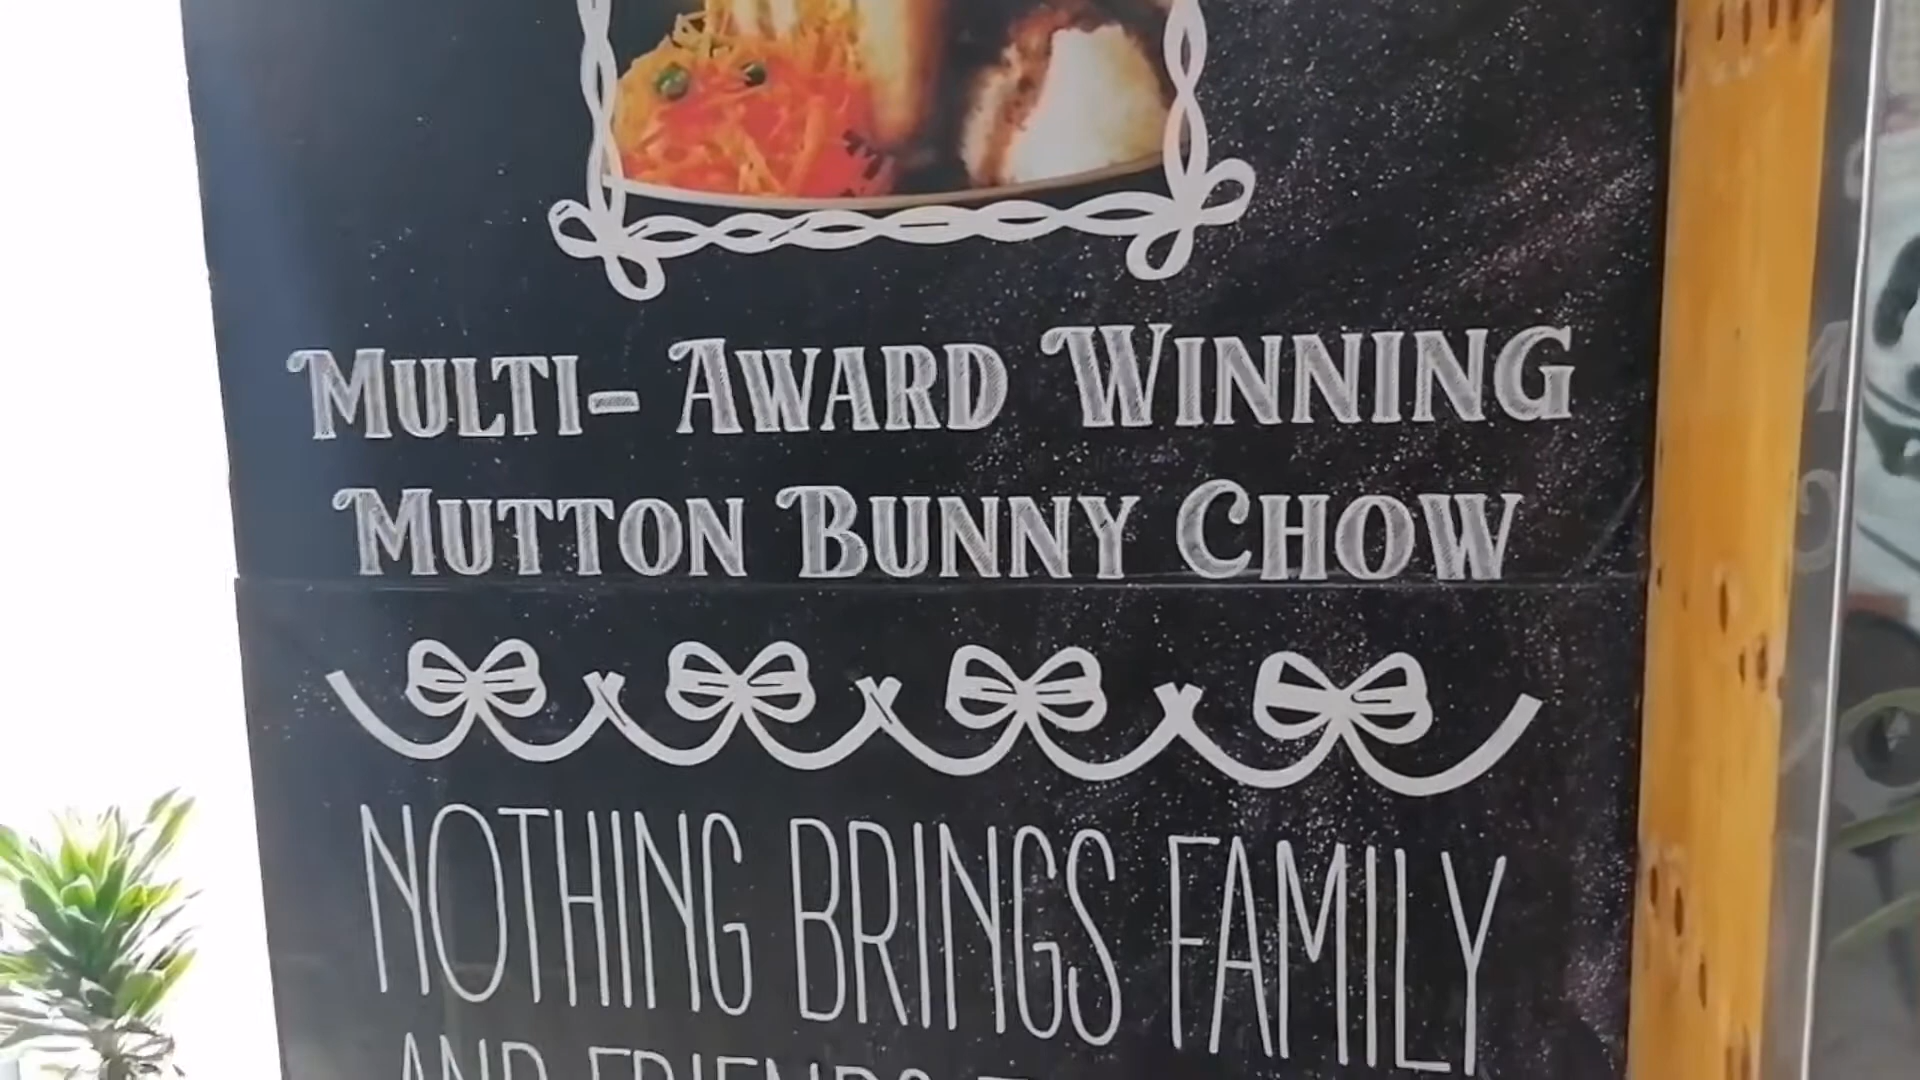 MULTI- AWARD WINNING
MUTTON BUNNY CHOW
NOTHING BRINGS FAMILY
AND FRIENDS